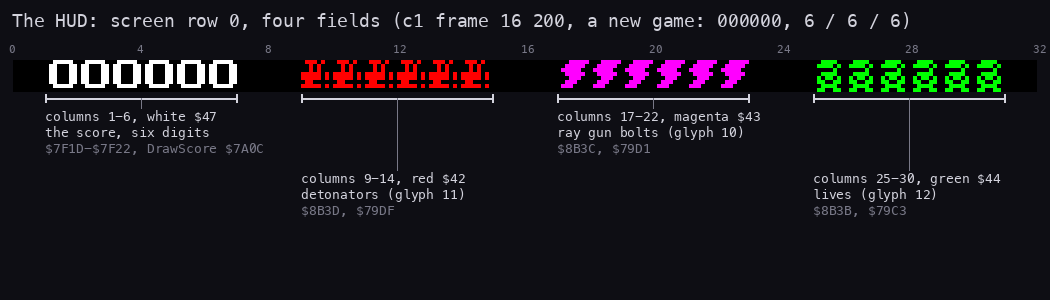 The HUD: screen row 0, four fields (c1 frame 16 200, a new game: 000000, 6 / 6 / 6)
0 4 8 12 16 20 24 28 32
000000
columns 1–6, white $47
the score, six digits
$7F1D–$7F22, DrawScore $7A0C
columns 17–22, magenta $43
ray gun bolts (glyph 10)
$8B3C, $79D1
columns 9–14, red $42
detonators (glyph 11)
$8B3D, $79DF
columns 25–30, green $44
lives (glyph 12)
$8B3B, $79C3